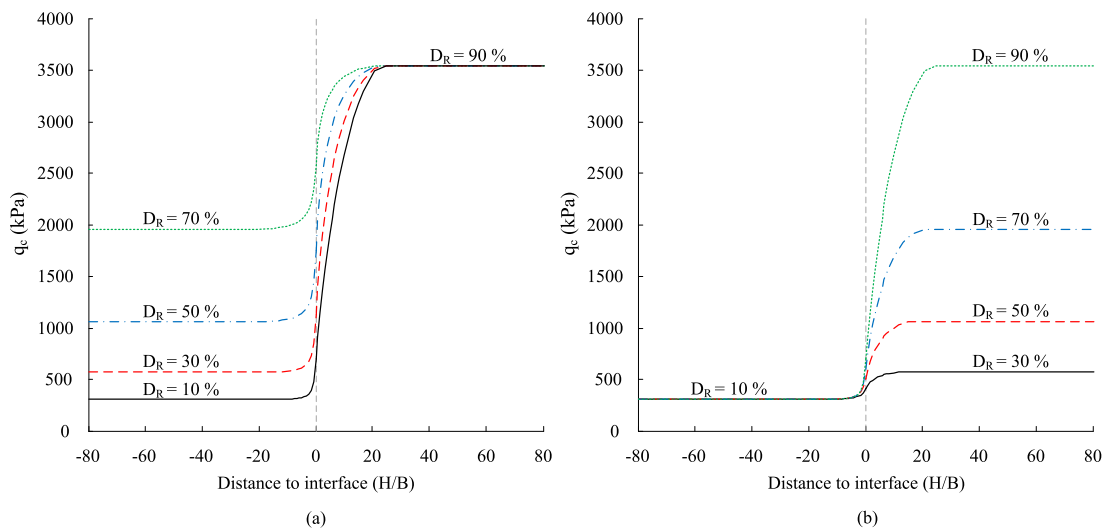 4000
3500
3000
2500
2000
1500
1000
500
0
q_c (kPa)
D_R = 90 %
D_R = 70 %
D_R = 50 %
D_R = 30 %
D_R = 10 %
-80 -60 -40 -20 0 20 40 60 80
Distance to interface (H/B)
(a)
4000
3500
3000
2500
2000
1500
1000
500
0
q_c (kPa)
D_R = 90 %
D_R = 70 %
D_R = 50 %
D_R = 30 %
D_R = 10 %
-80 -60 -40 -20 0 20 40 60 80
Distance to interface (H/B)
(b)